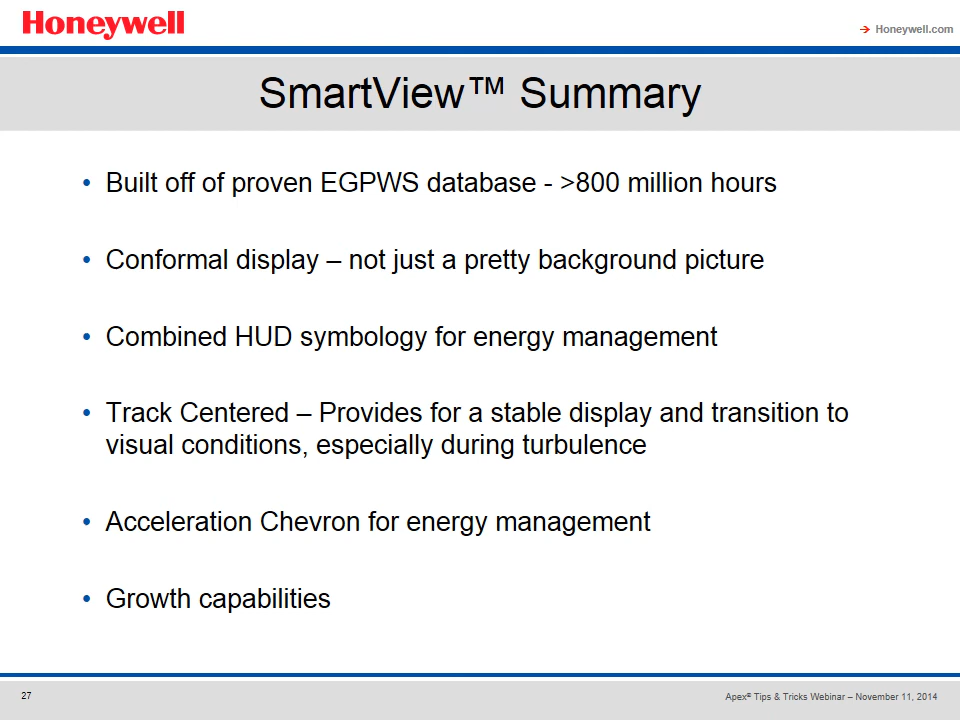 Honeywell
Honeywell.com
SmartView™ Summary
• Built off of proven EGPWS database - >800 million hours
• Conformal display – not just a pretty background picture
• Combined HUD symbology for energy management
• Track Centered – Provides for a stable display and transition to
visual conditions, especially during turbulence
• Acceleration Chevron for energy management
• Growth capabilities
27
Apex® Tips & Tricks Webinar – November 11, 2014